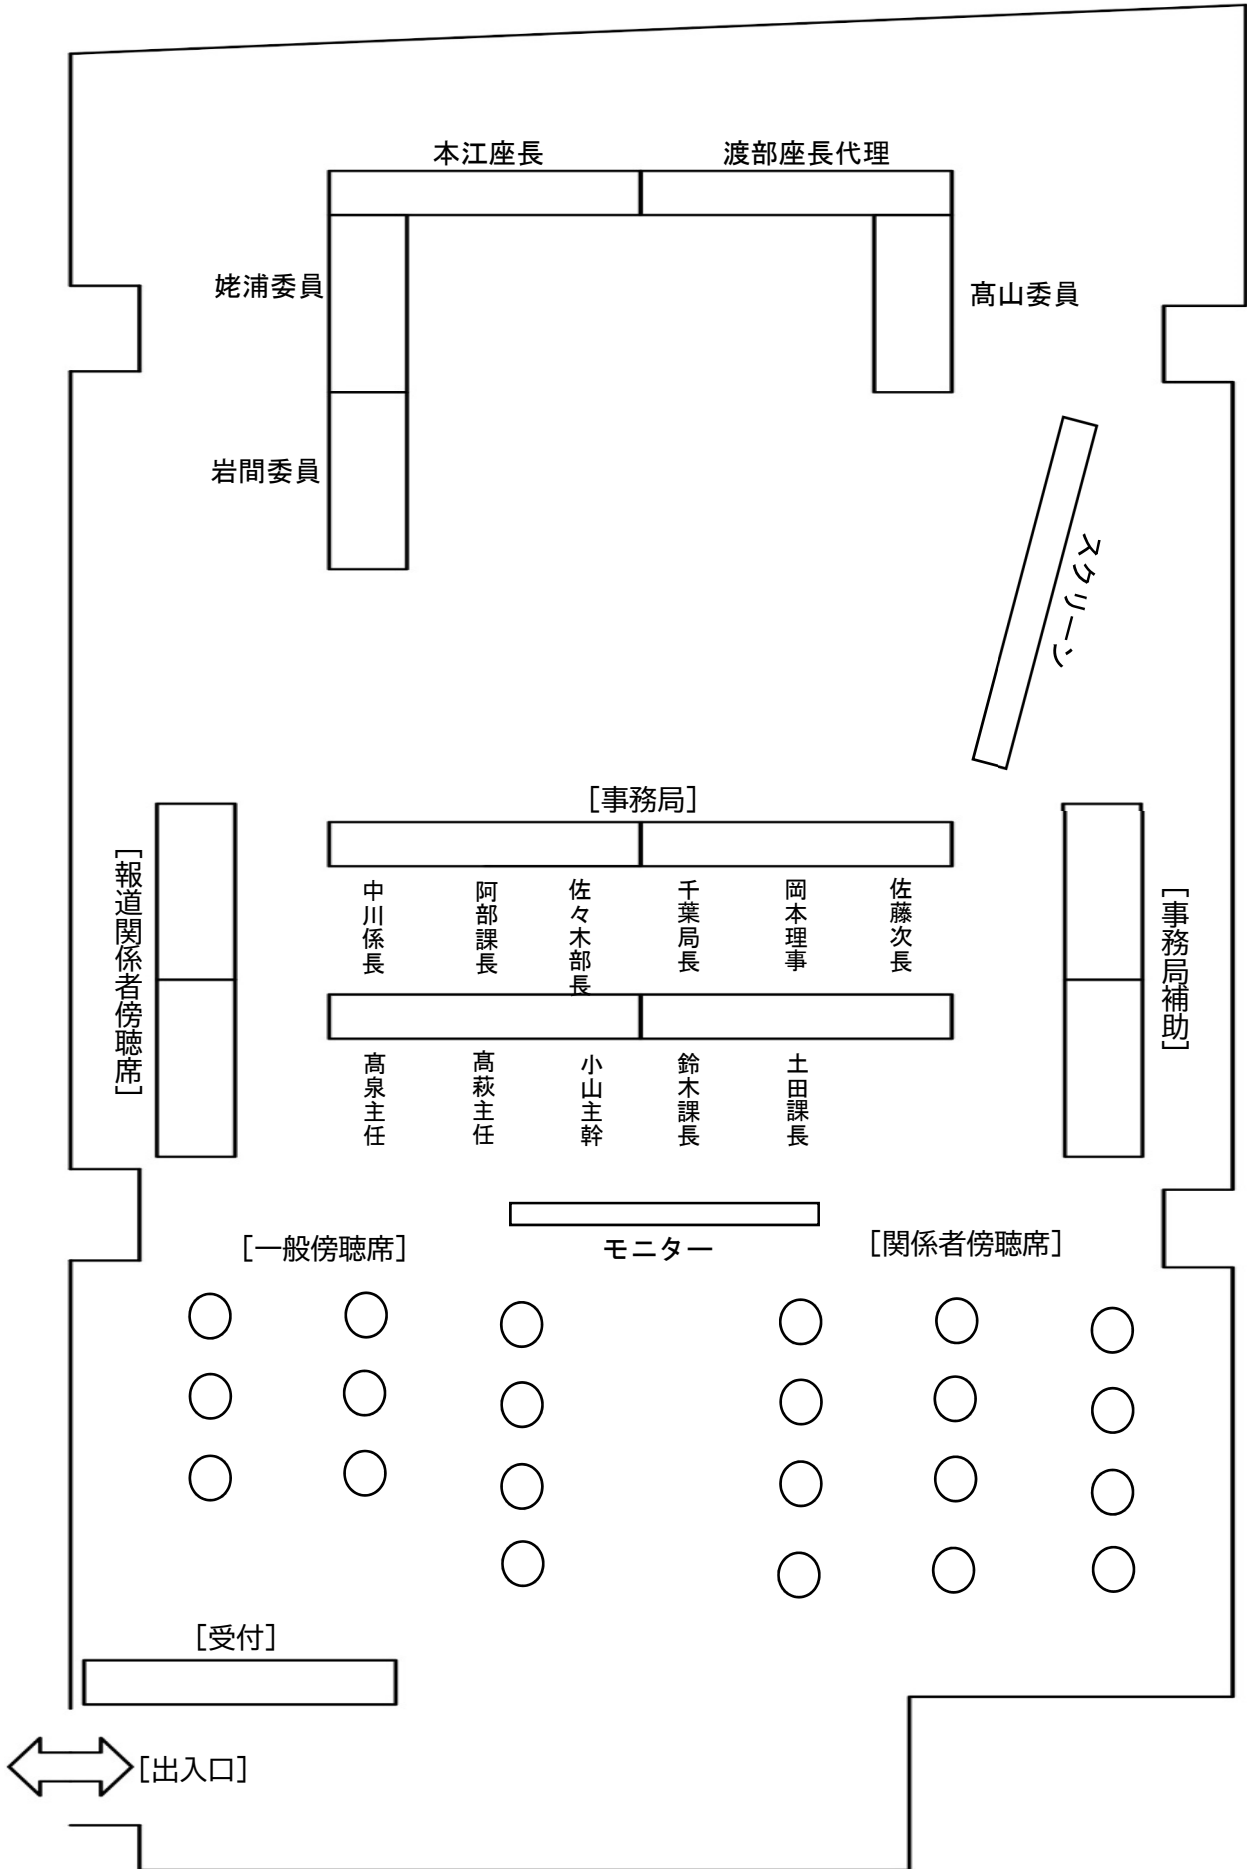 本江座長
渡部座長代理
姥浦委員
髙山委員
岩間委員
スクリーン
［事務局］
［報道関係者傍聴席］
［事務局補助］
中川係長
阿部課長
佐々木部長
千葉局長
岡本理事
佐藤次長
髙泉主任
髙萩主任
小山主幹
鈴木課長
土田課長
［一般傍聴席］
モニター
［関係者傍聴席］
［受付］
［出入口］